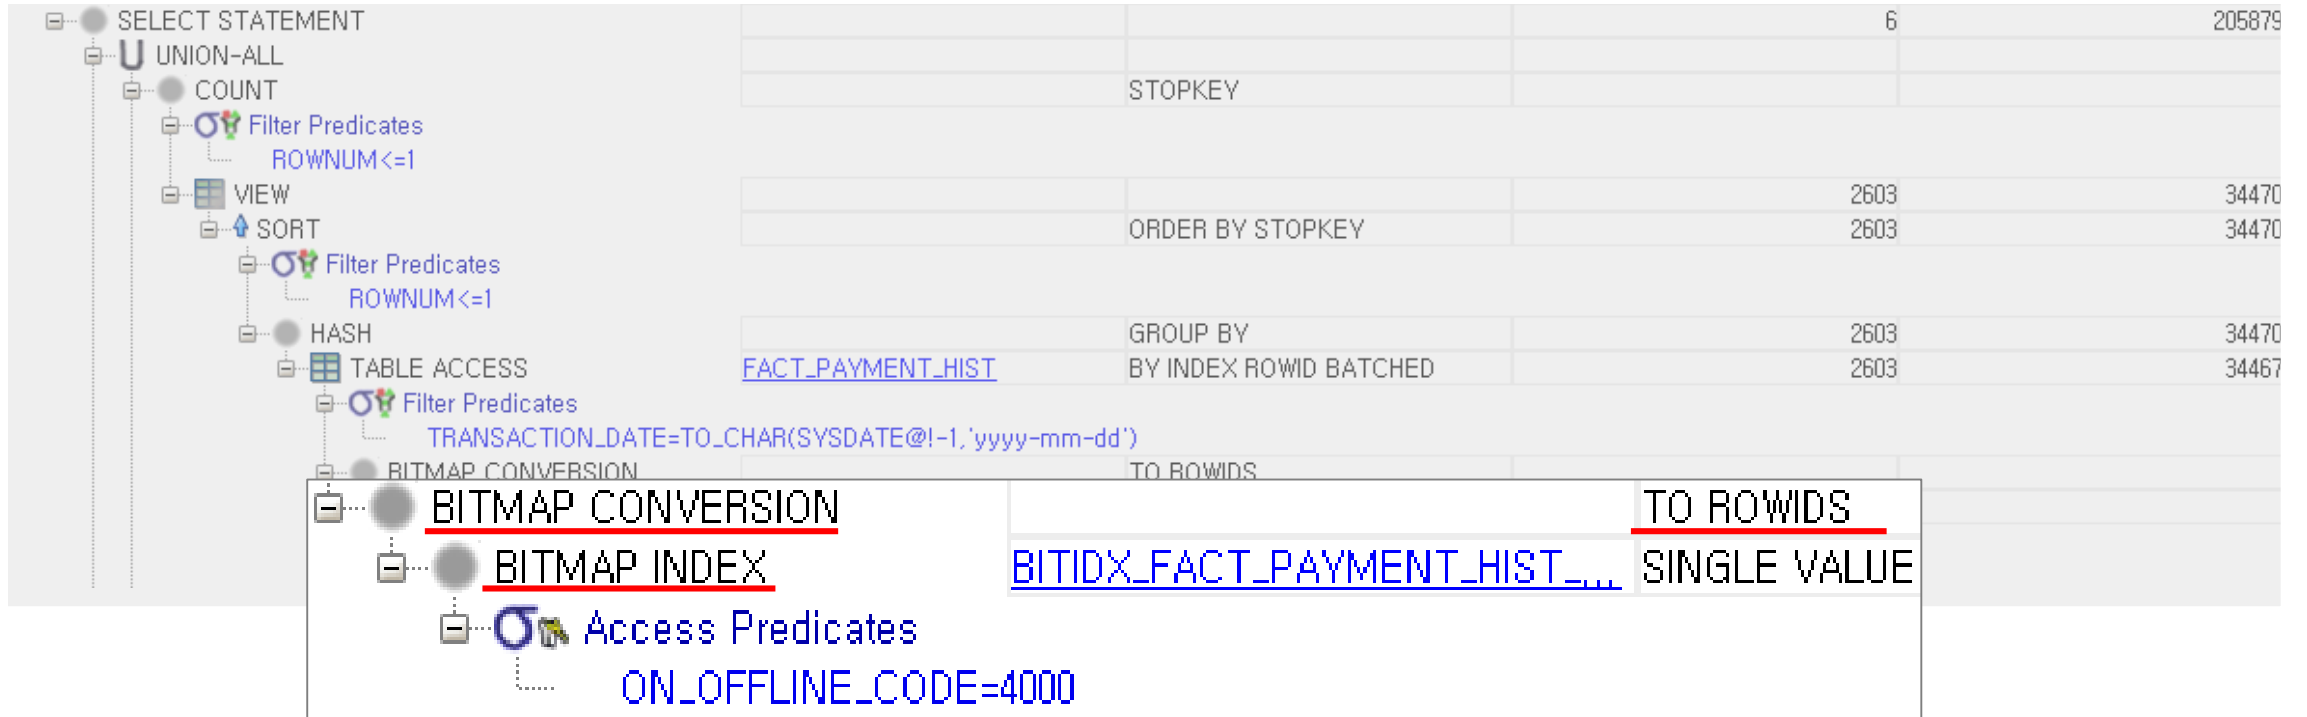 SELECT STATEMENT 6 205879
UNION-ALL
COUNT STOPKEY
Filter Predicates
ROWNUM<=1
VIEW 2603 34470
SORT ORDER BY STOPKEY 2603 34470
Filter Predicates
ROWNUM<=1
HASH GROUP BY 2603 34470
TABLE ACCESS FACT_PAYMENT_HIST BY INDEX ROWID BATCHED 2603 34467
Filter Predicates
TRANSACTION_DATE=TO_CHAR(SYSDATE@!-1,'yyyy-mm-dd')
BITMAP CONVERSION TO ROWIDS
BITMAP CONVERSION TO ROWIDS
BITMAP INDEX BITIDX_FACT_PAYMENT_HIST_... SINGLE VALUE
Access Predicates
ON_OFFLINE_CODE=4000